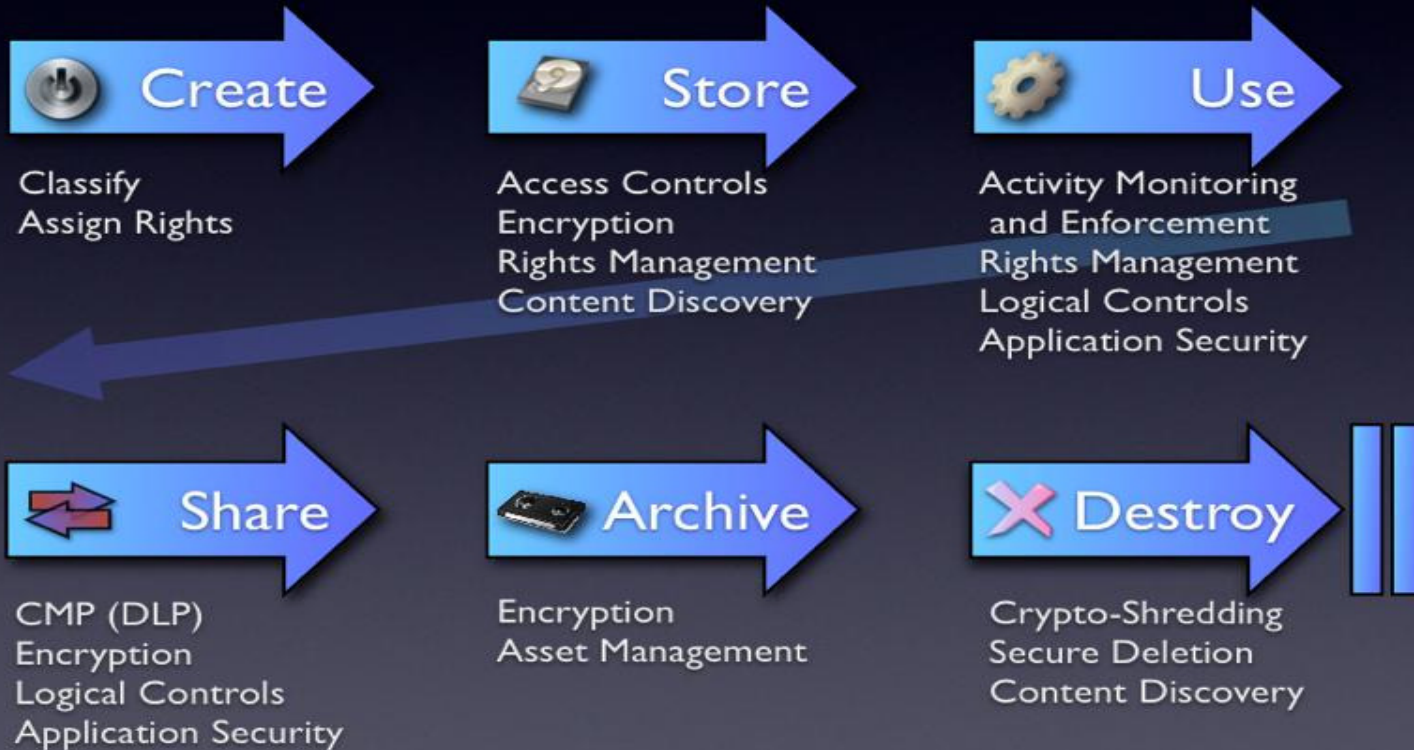 Create
Classify
Assign Rights
Store
Access Controls
Encryption
Rights Management
Content Discovery
Use
Activity Monitoring
and Enforcement
Rights Management
Logical Controls
Application Security
Share
CMP (DLP)
Encryption
Logical Controls
Application Security
Archive
Encryption
Asset Management
Destroy
Crypto-Shredding
Secure Deletion
Content Discovery